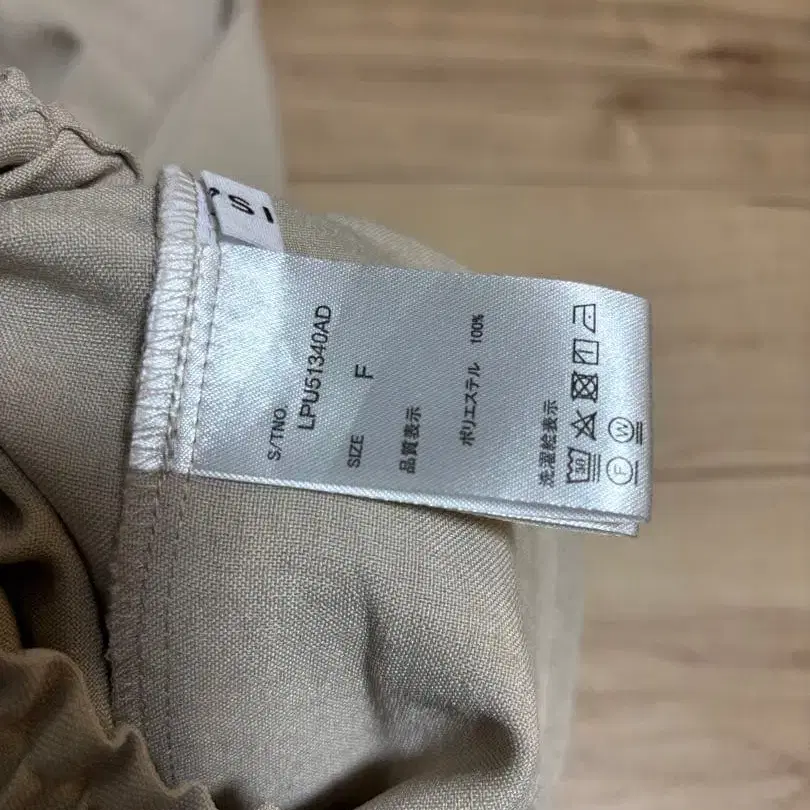 S/TNO.
LPU51340AD
SIZE
F
品質表示
ポリエステル 100%
洗濯絵表示
30
F W